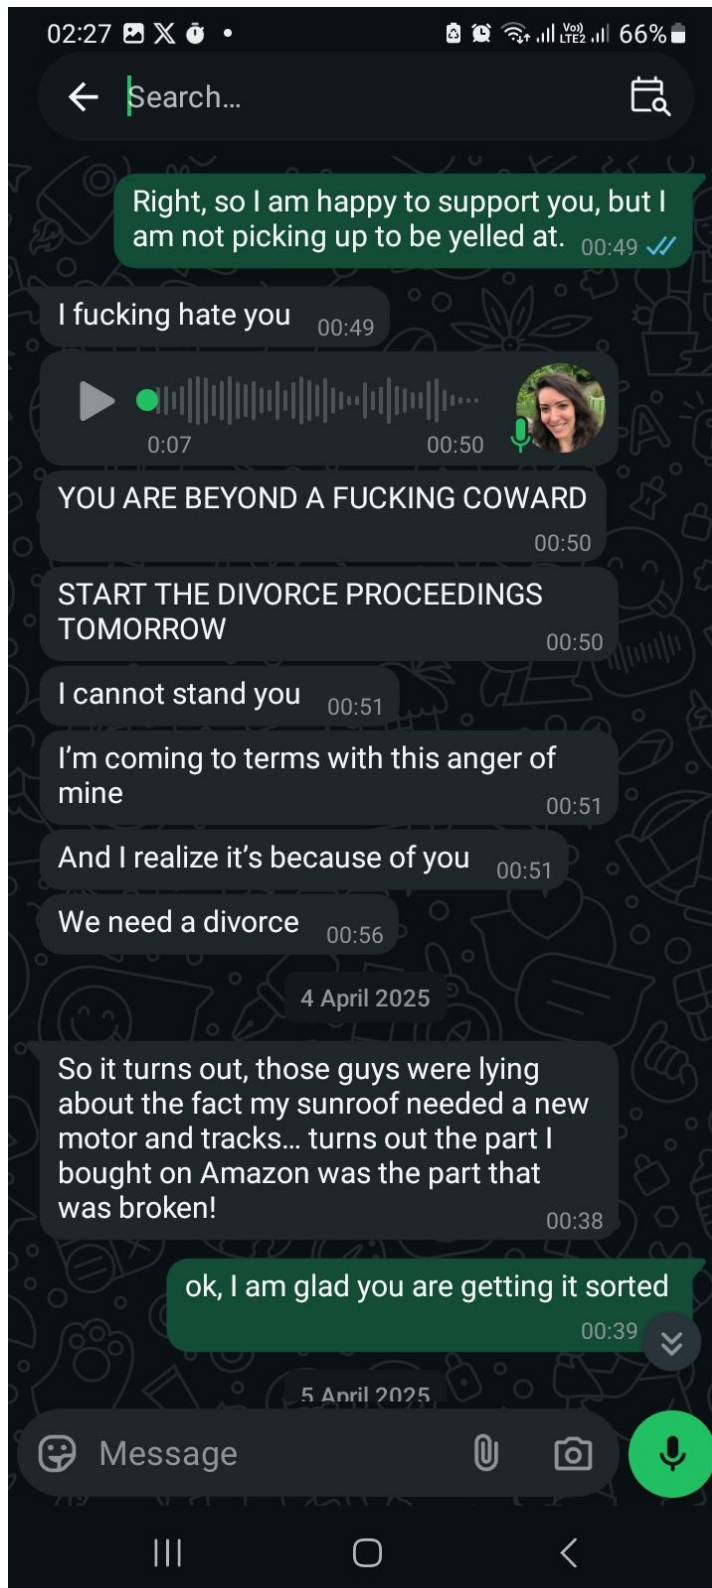 02:27
Vo))
LTE2
66%
Search...
Right, so I am happy to support you, but I
am not picking up to be yelled at. 00:49
I fucking hate you 00:49
0:07 00:50
YOU ARE BEYOND A FUCKING COWARD
00:50
START THE DIVORCE PROCEEDINGS
TOMORROW 00:50
I cannot stand you 00:51
I'm coming to terms with this anger of
mine 00:51
And I realize it's because of you 00:51
We need a divorce 00:56
4 April 2025
So it turns out, those guys were lying
about the fact my sunroof needed a new
motor and tracks... turns out the part I
bought on Amazon was the part that
was broken! 00:38
ok, I am glad you are getting it sorted
00:39
5 April 2025
Message